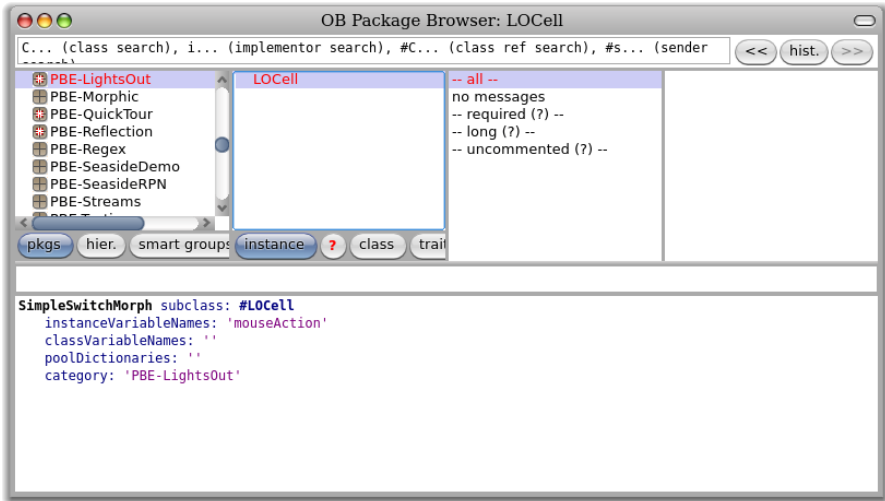 OB Package Browser: LOCell
C... (class search), i... (implementor search), #C... (class ref search), #s... (sender
search)
<<
hist.
>>
PBE-LightsOut
PBE-Morphic
PBE-QuickTour
PBE-Reflection
PBE-Regex
PBE-SeasideDemo
PBE-SeasideRPN
PBE-Streams
LOCell
-- all --
no messages
-- required (?) --
-- long (?) --
-- uncommented (?) --
pkgs
hier.
smart groups
instance
?
class
trait
SimpleSwitchMorph subclass: #LOCell
instanceVariableNames: 'mouseAction'
classVariableNames: ''
poolDictionaries: ''
category: 'PBE-LightsOut'